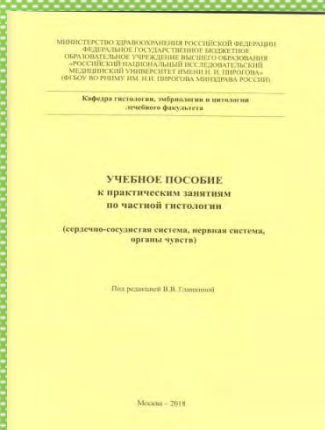 МИНИСТЕРСТВО ЗДРАВООХРАНЕНИЯ РОССИЙСКОЙ ФЕДЕРАЦИИ
ФЕДЕРАЛЬНОЕ ГОСУДАРСТВЕННОЕ БЮДЖЕТНОЕ
ОБРАЗОВАТЕЛЬНОЕ УЧРЕЖДЕНИЕ ВЫСШЕГО ОБРАЗОВАНИЯ
«РОССИЙСКИЙ НАЦИОНАЛЬНЫЙ ИССЛЕДОВАТЕЛЬСКИЙ
МЕДИЦИНСКИЙ УНИВЕРСИТЕТ ИМЕНИ Н. И. ПИРОГОВА»
(ФГБОУ ВО РНИМУ ИМ. Н.И. ПИРОГОВА МИНЗДРАВА РОССИИ)
Кафедра гистологии, эмбриологии и цитологии
лечебного факультета
УЧЕБНОЕ ПОСОБИЕ
к практическим занятиям
по частной гистологии
(сердечно-сосудистая система, нервная система,
органы чувств)
Под редакцией В.В. Глинкиной
Москва – 2018